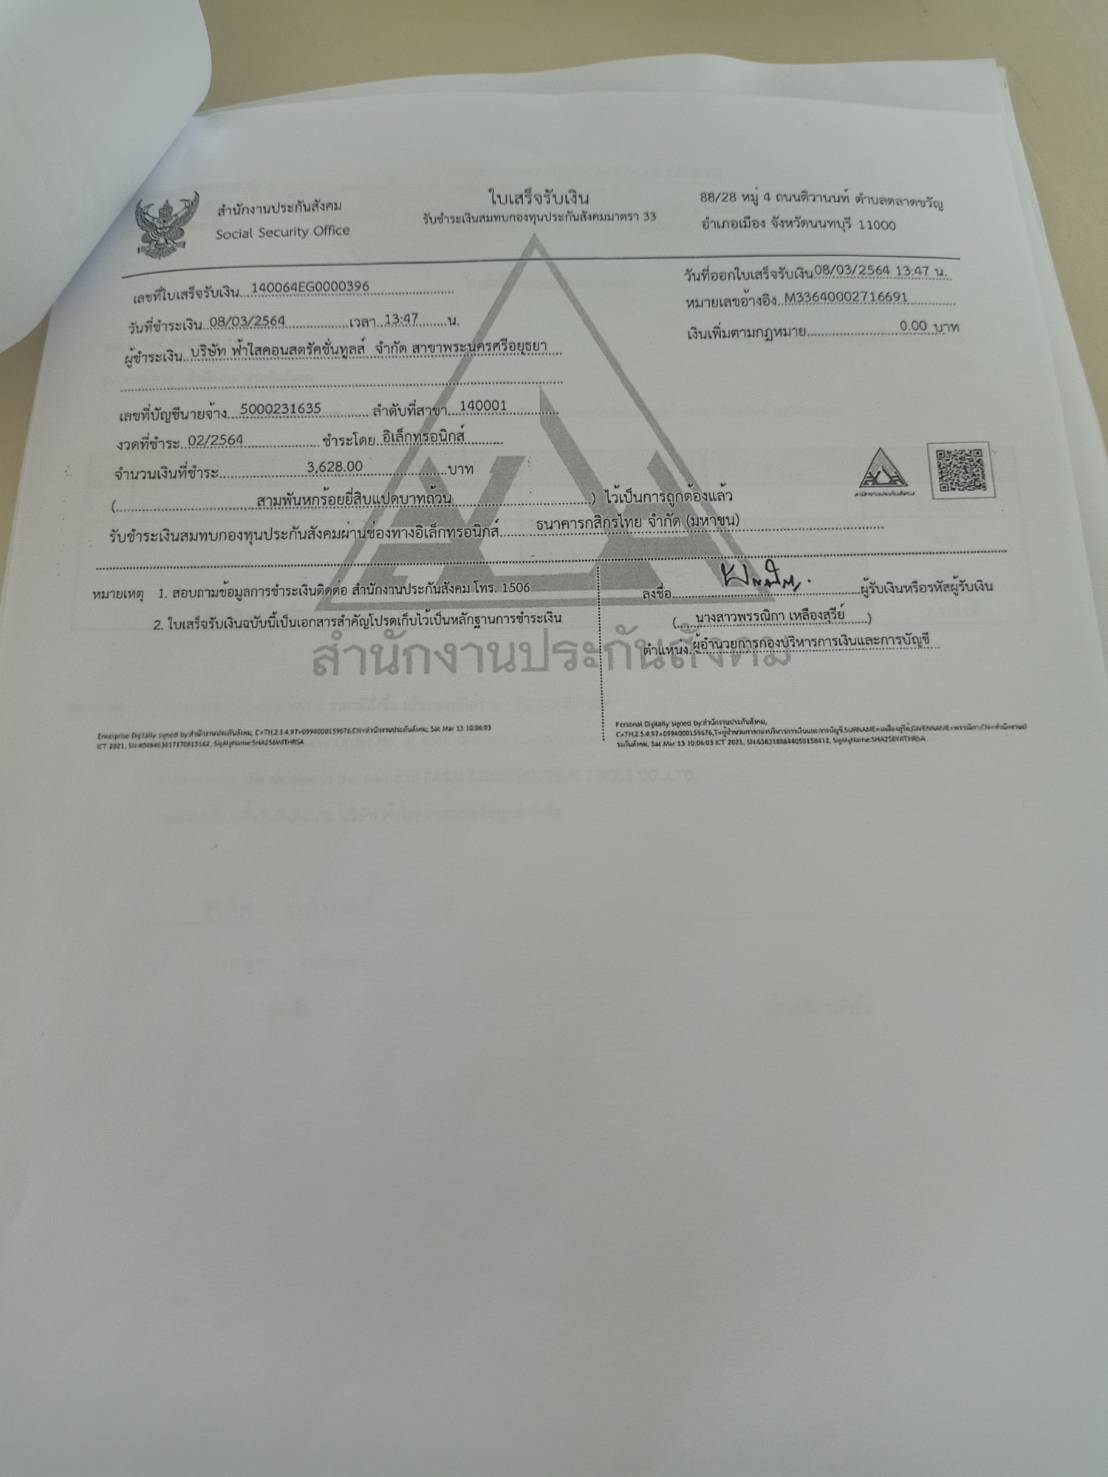 ใบเสร็จรับเงิน
รับชำระเงินสมทบกองทุนประกันสังคมมาตรา 33
สำนักงานประกันสังคม
Social Security Office
88/28 หมู่ 4 ถนนติวานนท์ ตำบลตลาดขวัญ
อำเภอเมือง จังหวัดนนทบุรี 11000
เลขที่ใบเสร็จรับเงิน 140064EG0000396
วันที่ออกใบเสร็จรับเงิน 08/03/2564 13:47 น.
วันที่ชำระเงิน 08/03/2564 เวลา 13:47 น.
หมายเลขอ้างอิง M33640002716691
ผู้ชำระเงิน บริษัท ฟ้าใสคอนสตรัคชั่นทูลส์ จำกัด สาขาพระนครศรีอยุธยา
เงินเพิ่มตามกฎหมาย 0.00 บาท
เลขที่บัญชีนายจ้าง 5000231635 ลำดับที่สาขา 140001
งวดที่ชำระ 02/2564 ชำระโดย อิเล็กทรอนิกส์
จำนวนเงินที่ชำระ 3,628.00 บาท
( สามพันหกร้อยยี่สิบแปดบาทถ้วน ) ไว้เป็นการถูกต้องแล้ว
สำนักงานประกันสังคม
รับชำระเงินสมทบกองทุนประกันสังคมผ่านช่องทางอิเล็กทรอนิกส์ ธนาคารกสิกรไทย จำกัด (มหาชน)
หมายเหตุ 1. สอบถามข้อมูลการชำระเงินติดต่อ สำนักงานประกันสังคม โทร. 1506
2. ใบเสร็จรับเงินฉบับนี้เป็นเอกสารสำคัญโปรดเก็บไว้เป็นหลักฐานการชำระเงิน
ลงชื่อ ผู้รับเงินหรือรหัสผู้รับเงิน
( นางสาวพรรณิกา เหลืองสุรีย์ )
ตำแหน่ง ผู้อำนวยการกองบริหารการเงินและการบัญชี
สำนักงานประกันสังคม
Enterprise Digitally signed by:สำนักงานประกันสังคม, C=TH,2.5.4.97=0994000159676,CN=สำนักงานประกันสังคม, Sat Mar 13 10:06:03
ICT 2021, SigAlgName:SHA256WITHRSA
Personal Digitally signed by:สำนักงานประกันสังคม,
C=TH,2.5.4.97=0994000159676,T=ผู้อำนวยการกองบริหารการเงินและการบัญชี,SURNAME=เหลืองสุรีย์,GIVENNAME=พรรณิกา,CN=สำนักงานป
ระกันสังคม, Sat Mar 13 10:06:03 ICT 2021, SigAlgName:SHA256WITHRSA